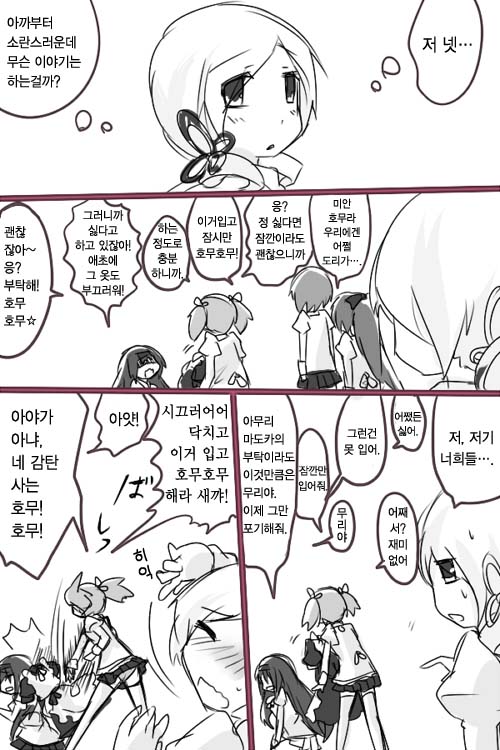 저 넷…
아까부터
소란스러운데
무슨 이야기는
하는걸까?
미안
호무라
우리에겐
어쩔
도리가….
응?
정 싫다면
잠깐이라도
괜찮으니까
이거입고
잠시만
호무호무!
하는
정도로
충분
하니까.
그러니까
싫다고
하고 있잖아!
애초에
그 옷도
부끄러워!
괜찮
잖아~
응?
부탁해!
호무
호무☆
저, 저기
너희들….
어쨌든
싫어.
그런건
못 입어.
어째
서?
재미
없어
잠깐만
입어줘.
무리
야
아무리
마도카의
부탁이라도
이것만큼은
무리야.
이제 그만
포기해줘.
시끄러어어
닥치고
이거 입고
호무호무
해라 새꺄!
히
익
아얏!
ばしっ
아야가
아냐,
네 감탄
사는
호무!
호무!